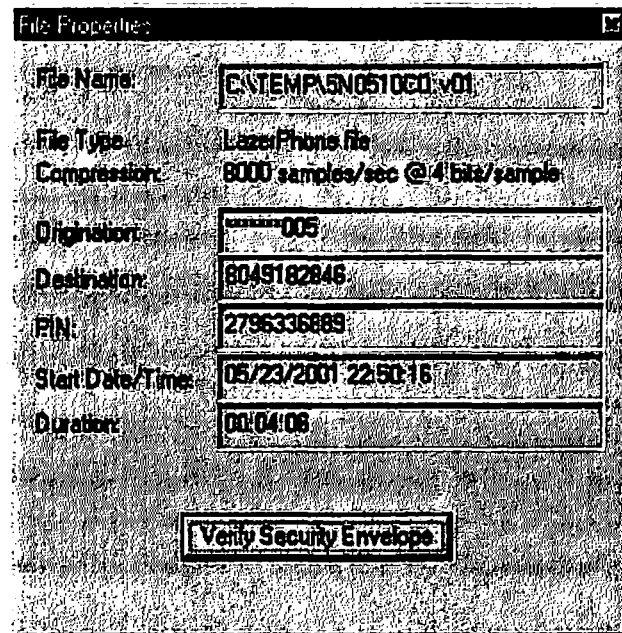 File Properties
File Name: C:\TEMP\5N0510C0.v01
File Type: LazerPhone file
Compression: 8000 samples/sec @ 4 bits/sample
Origination: *******005
Destination: 8049182846
PIN: 2796336889
Start Date/Time: 05/23/2001 22:50:16
Duration: 00:04:08
Verify Security Envelope